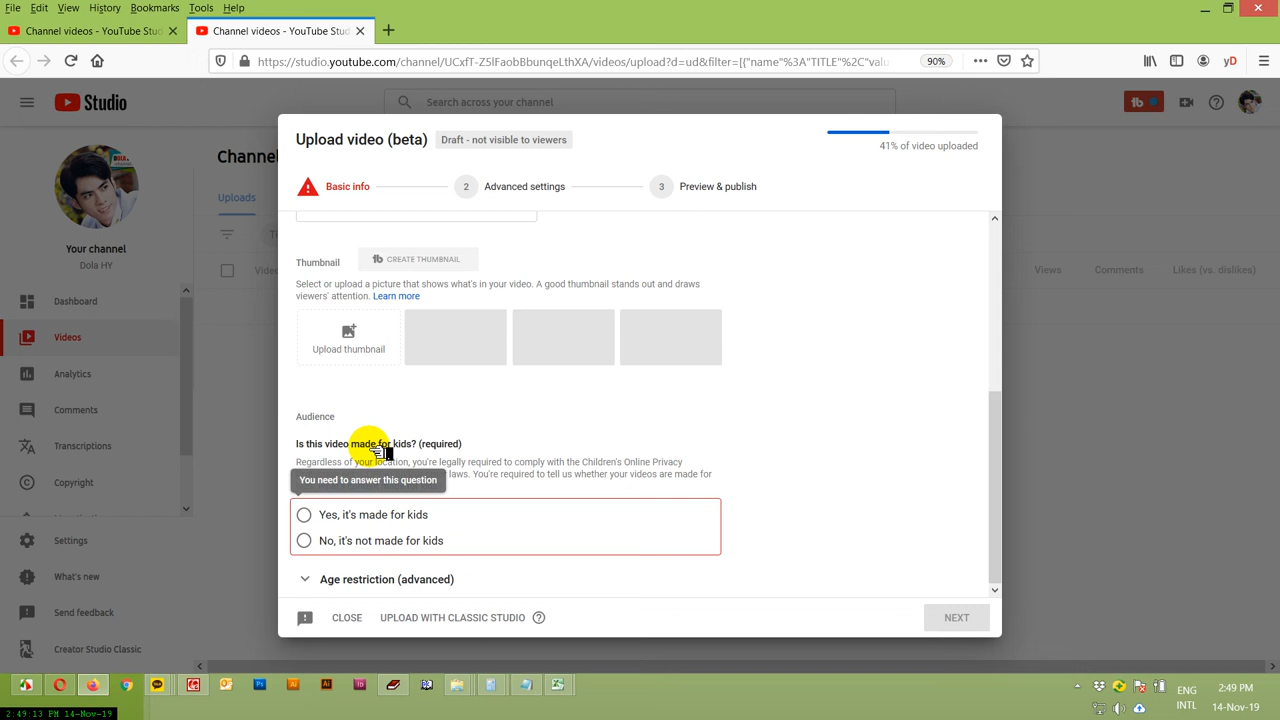 File Edit View History Bookmarks Tools Help
Channel videos - YouTube Stud
Channel videos - YouTube Stud
https://studio.youtube.com/channel/UCxfT-Z5lFaobBbunqeLthXA/videos/upload?d=ud&filter=[{"name"%3A"TITLE"%2C"valu
90%
yD
Studio
Search across your channel
Upload video (beta)
Draft - not visible to viewers
41% of video uploaded
Basic info
2 Advanced settings
3 Preview & publish
Channel
Uploads
Your channel
Dola HY
Views
Comments
Likes (vs. dislikes)
Dashboard
Videos
Analytics
Comments
Transcriptions
Copyright
Settings
What's new
Send feedback
Creator Studio Classic
Thumbnail
CREATE THUMBNAIL
Select or upload a picture that shows what's in your video. A good thumbnail stands out and draws
viewers' attention. Learn more
Upload thumbnail
Audience
Is this video made for kids? (required)
Regardless of your location, you're legally required to comply with the Children's Online Privacy
laws. You're required to tell us whether your videos are made for
You need to answer this question
Yes, it's made for kids
No, it's not made for kids
Age restriction (advanced)
CLOSE
UPLOAD WITH CLASSIC STUDIO
NEXT
ENG
INTL
2:49 PM
14-Nov-19
2:49:13 PM 14-Nov-19